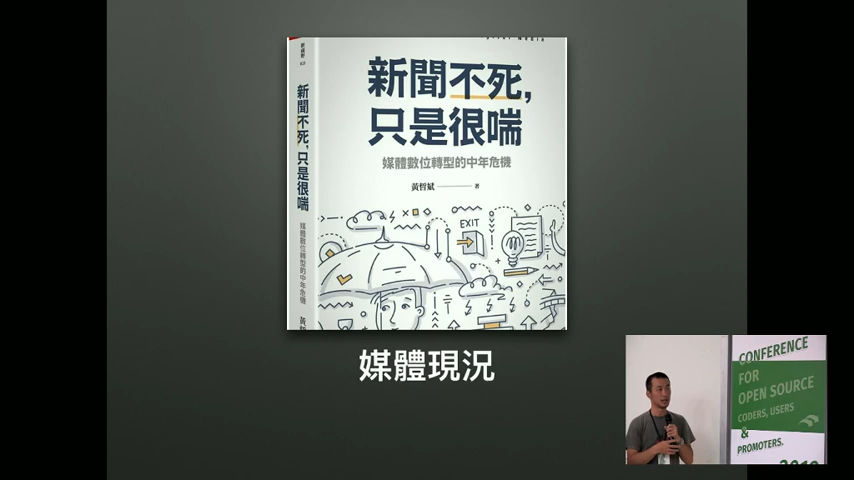 新聞不死,
只是很喘
媒體數位轉型的中年危機
黃哲斌
著
EXIT
新聞不死,只是很喘
媒體數位轉型的中年危機
媒體現況
CONFERENCE
FOR
OPEN SOURCE
CODERS, USERS
&
PROMOTERS.